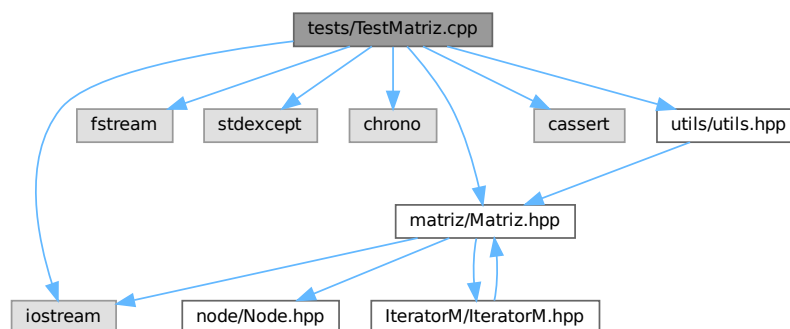 tests/TestMatriz.cpp
fstream
stdexcept
chrono
cassert
utils/utils.hpp
matriz/Matriz.hpp
iostream
node/Node.hpp
IteratorM/IteratorM.hpp